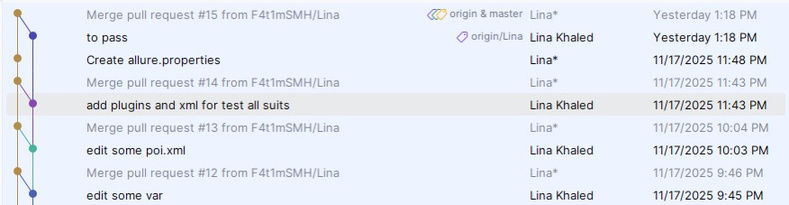 Merge pull request #15 from F4t1mSMH/Lina origin & master Lina* Yesterday 1:18 PM
to pass origin/Lina Lina Khaled Yesterday 1:18 PM
Create allure.properties Lina* 11/17/2025 11:48 PM
Merge pull request #14 from F4t1mSMH/Lina Lina* 11/17/2025 11:43 PM
add plugins and xml for test all suits Lina Khaled 11/17/2025 11:43 PM
Merge pull request #13 from F4t1mSMH/Lina Lina* 11/17/2025 10:04 PM
edit some poi.xml Lina Khaled 11/17/2025 10:03 PM
Merge pull request #12 from F4t1mSMH/Lina Lina* 11/17/2025 9:46 PM
edit some var Lina Khaled 11/17/2025 9:45 PM